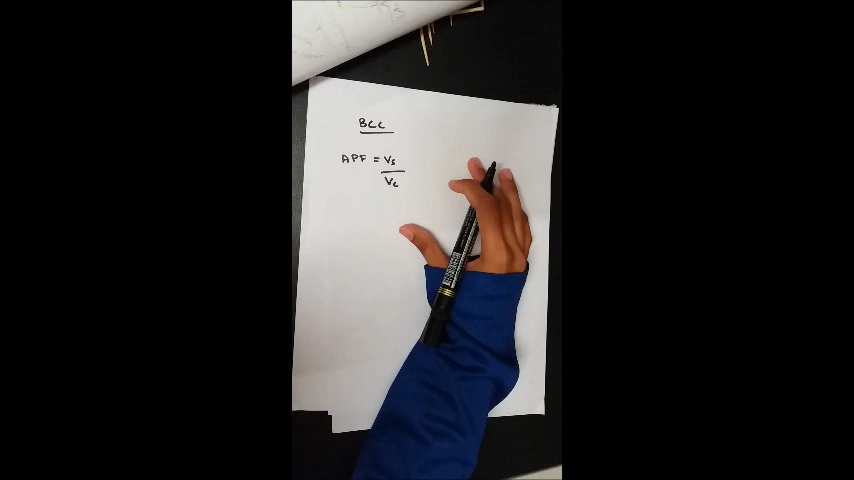 BCC
APF = Vs
Vc